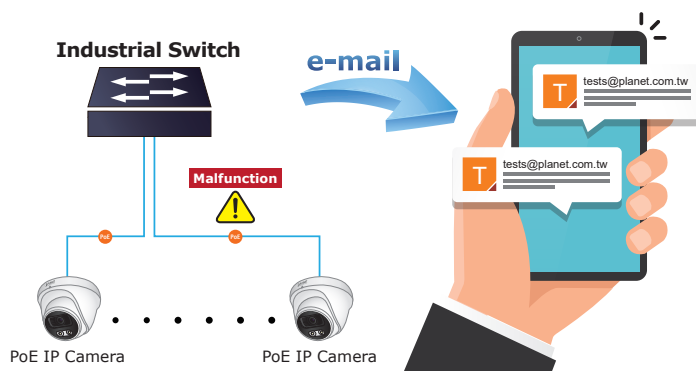 Industrial Switch
e-mail
T
tests@planet.com.tw
T
tests@planet.com.tw
Malfunction
PoE
PoE
PoE IP Camera
PoE IP Camera